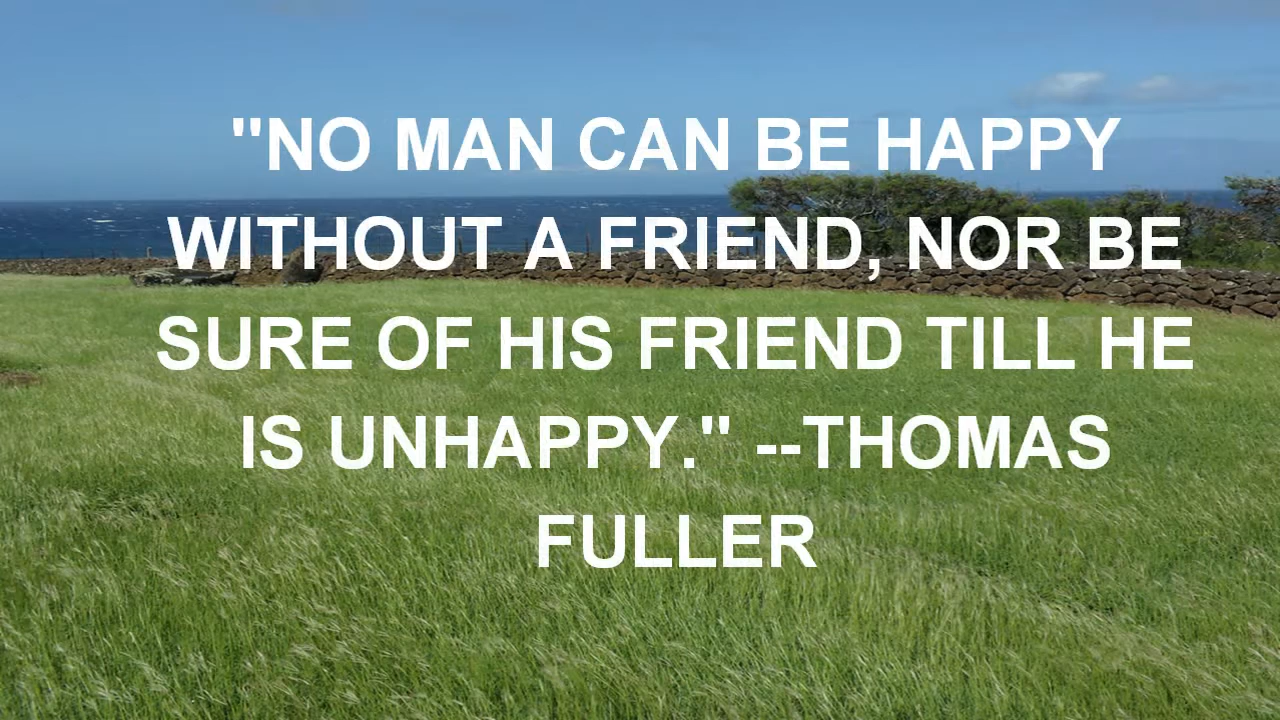 "NO MAN CAN BE HAPPY
WITHOUT A FRIEND, NOR BE
SURE OF HIS FRIEND TILL HE
IS UNHAPPY." --THOMAS
FULLER